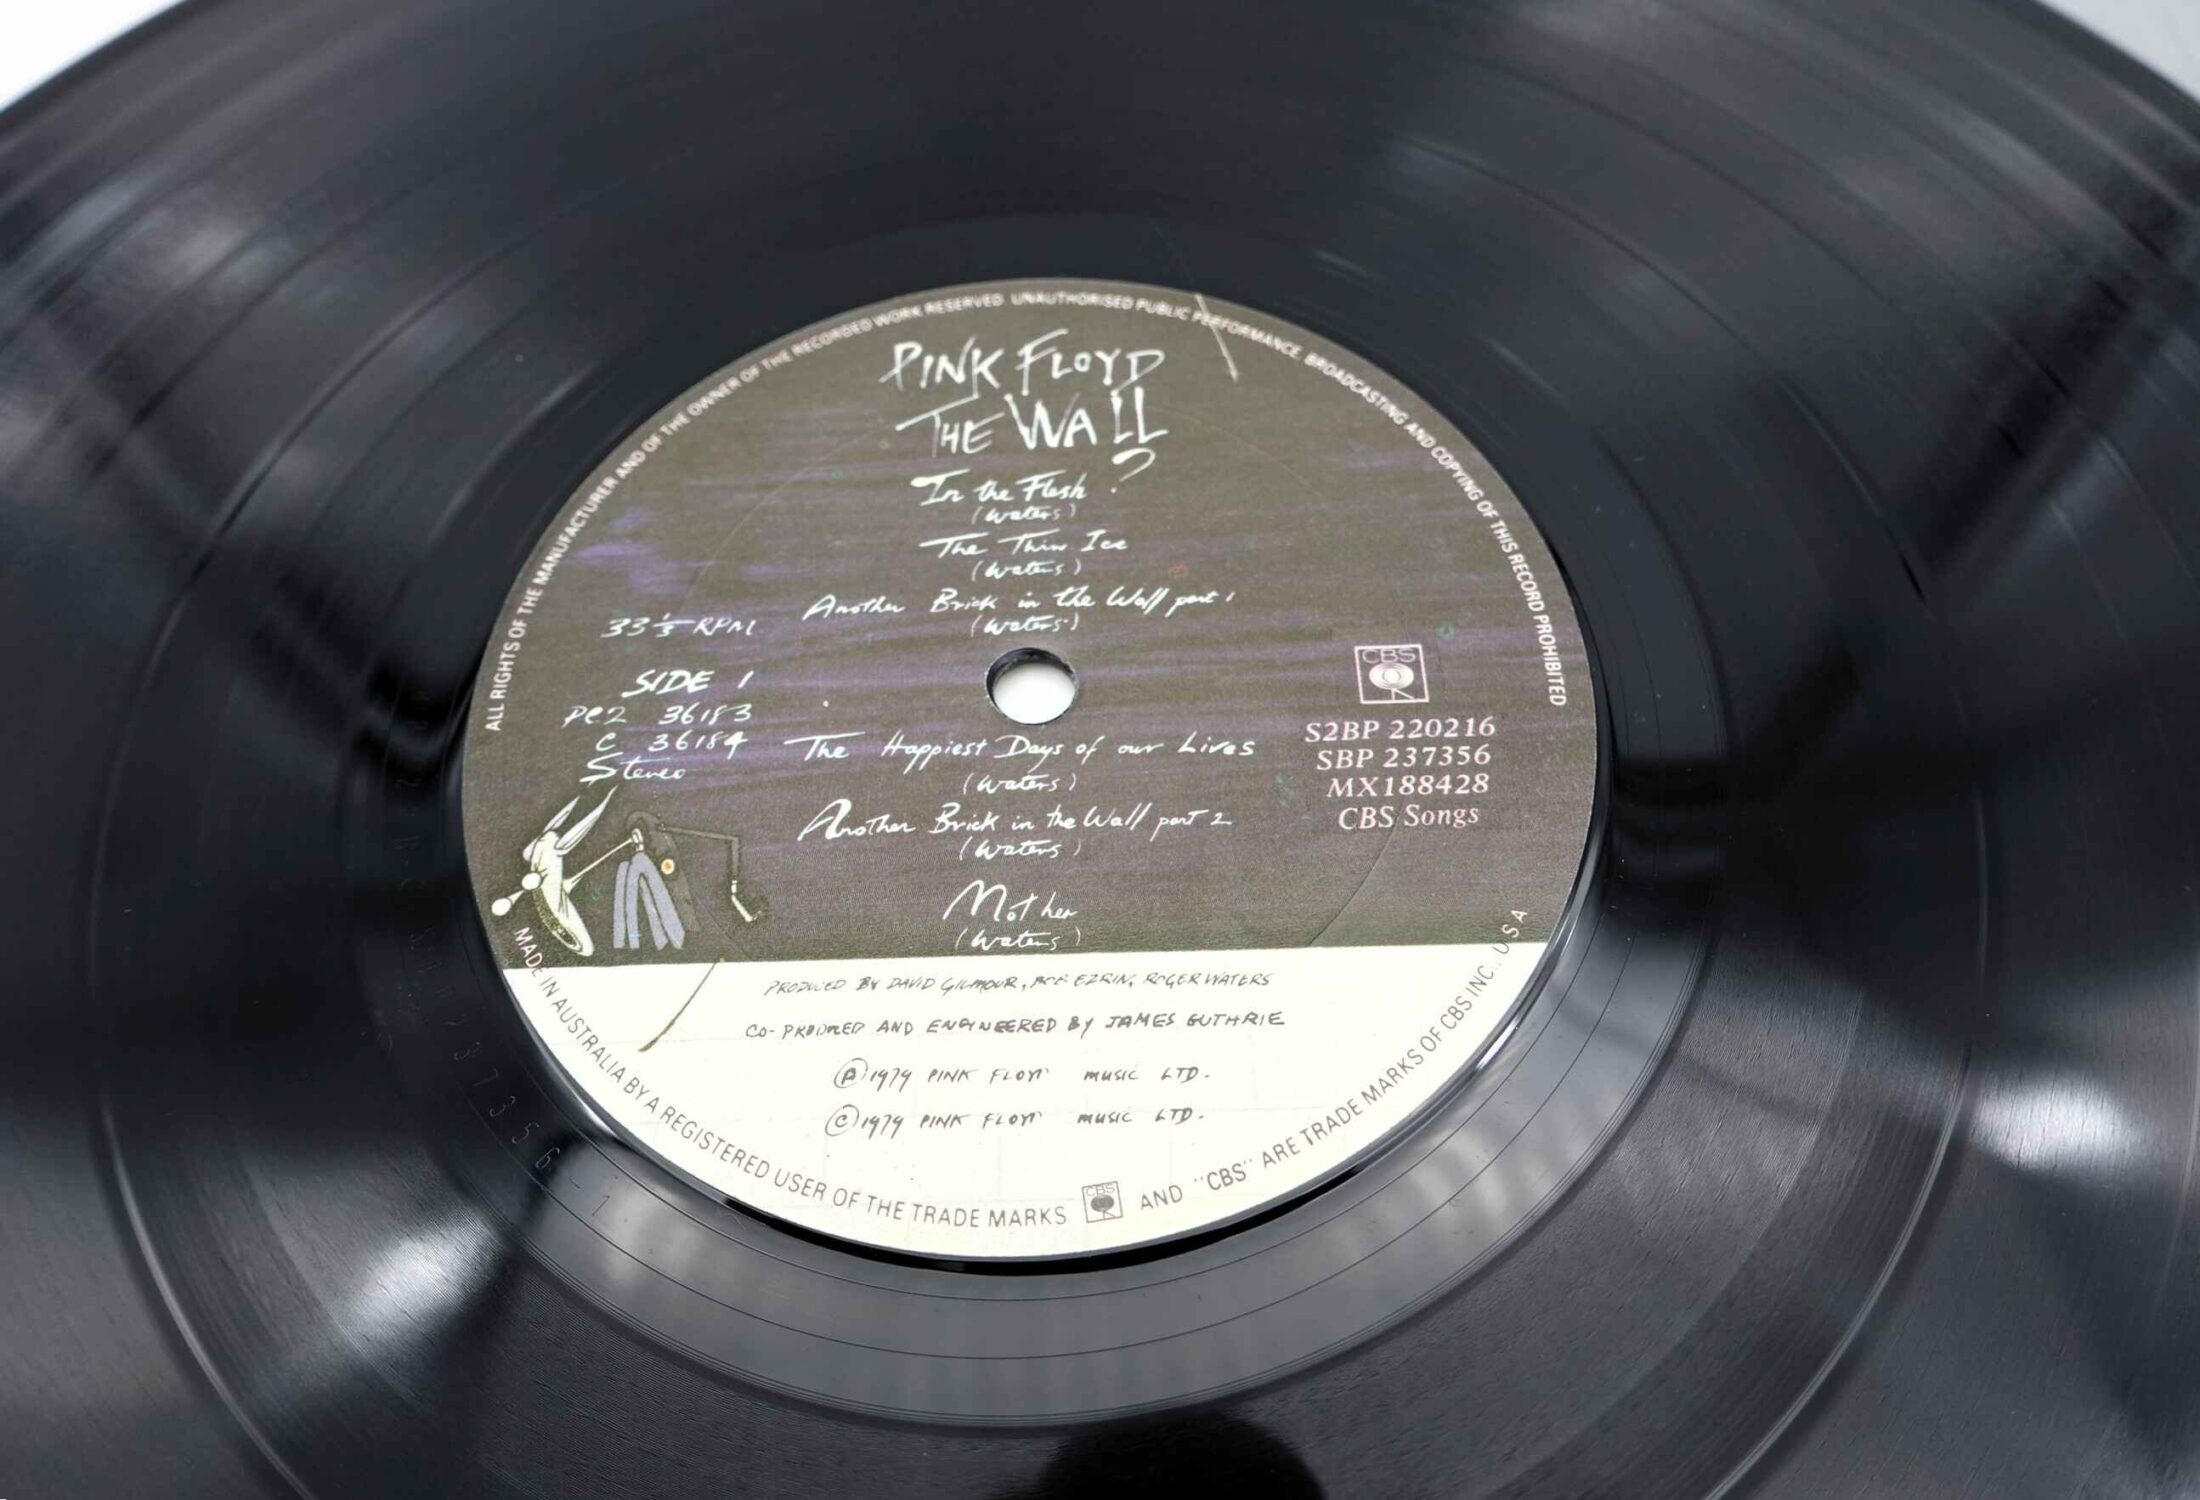 ALL RIGHTS OF THE MANUFACTURER AND OF THE OWNER OF THE RECORDED WORK RESERVED UNAUTHORISED PUBLIC PERFORMANCE BROADCASTING AND COPYING OF THIS RECORD PROHIBITED
PINK FLOYD
THE WALL
In the Flesh ?
(Waters)
The Thin Ice
(Waters)
Another Brick in the Wall part 1
(Waters)
33 1/3 RPM
SIDE 1
PC2 36183
C 36184
Stereo
CBS
S2BP 220216
SBP 237356
MX188428
CBS Songs
The Happiest Days of our Lives
(Waters)
Another Brick in the Wall part 2
(Waters)
Mother
(Waters)
PRODUCED BY DAVID GILMOUR, BOB EZRIN, ROGER WATERS
CO-PRODUCED AND ENGINEERED BY JAMES GUTHRIE
Ⓟ 1979 PINK FLOYD MUSIC LTD.
© 1979 PINK FLOYD MUSIC LTD.
MADE IN AUSTRALIA BY A REGISTERED USER OF THE TRADE MARKS CBS AND "CBS" ARE TRADE MARKS OF CBS INC., U S A